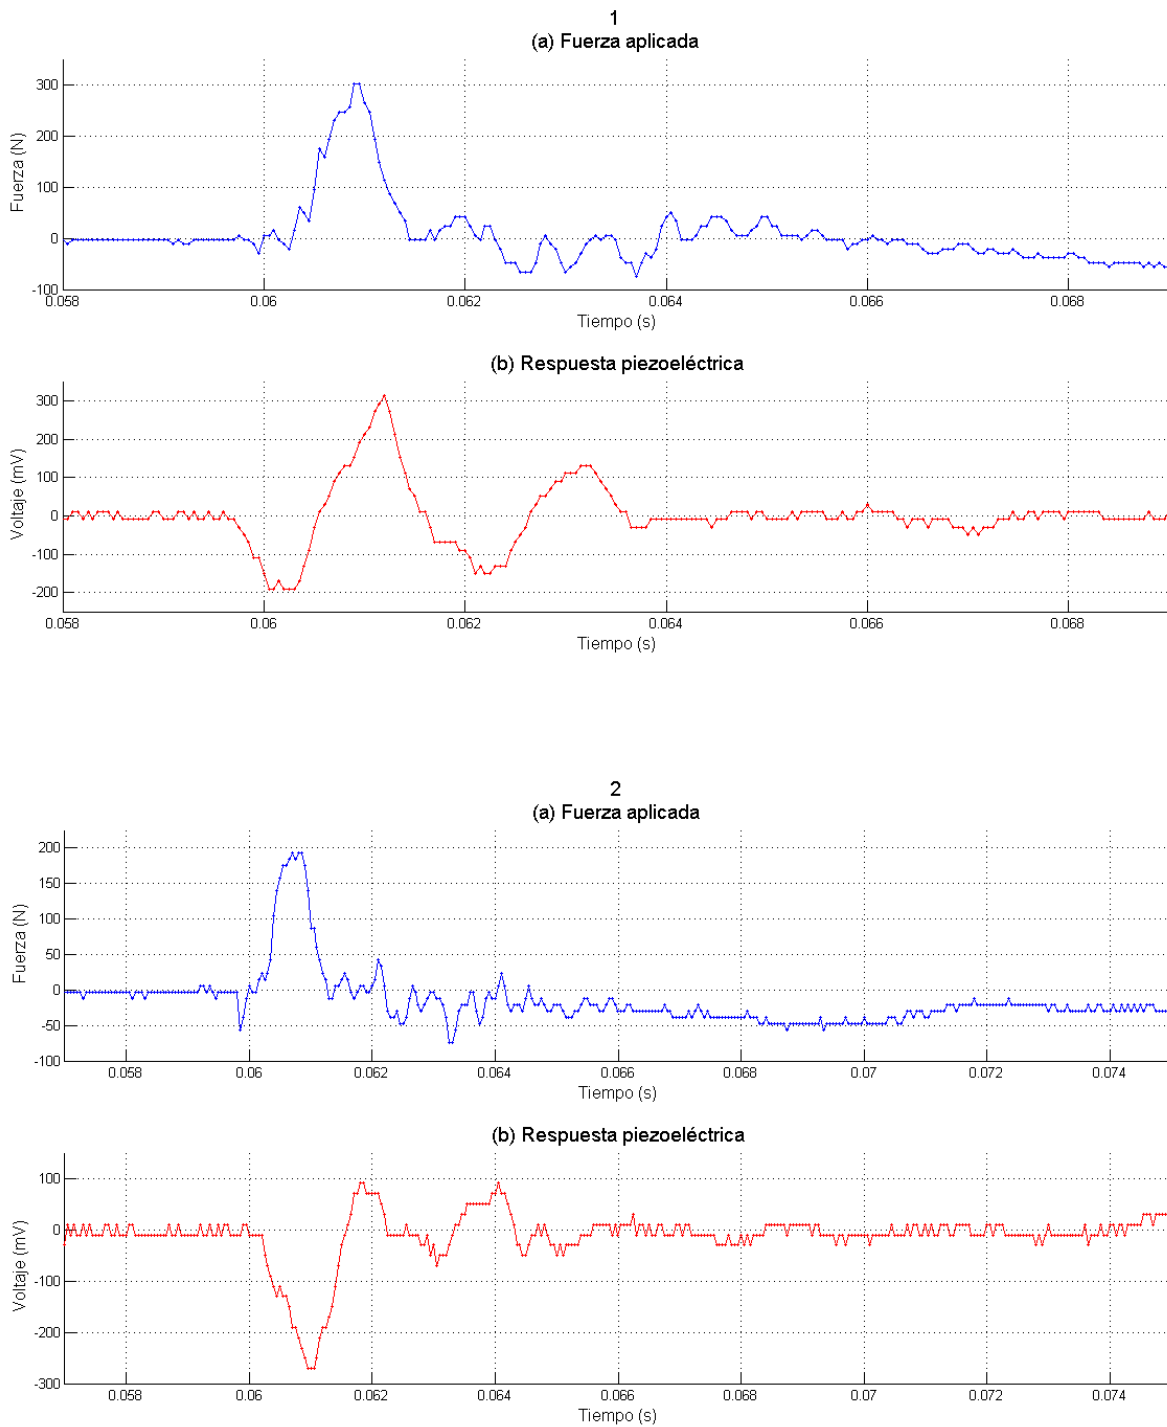 1
(a) Fuerza aplicada
300
200
100
0
-100
Fuerza (N)
0.058 0.06 0.062 0.064 0.066 0.068
Tiempo (s)
(b) Respuesta piezoeléctrica
300
200
100
0
-100
-200
Voltaje (mV)
0.058 0.06 0.062 0.064 0.066 0.068
Tiempo (s)
2
(a) Fuerza aplicada
200
150
100
50
0
-50
-100
Fuerza (N)
0.058 0.06 0.062 0.064 0.066 0.068 0.07 0.072 0.074
Tiempo (s)
(b) Respuesta piezoeléctrica
100
0
-100
-200
-300
Voltaje (mV)
0.058 0.06 0.062 0.064 0.066 0.068 0.07 0.072 0.074
Tiempo (s)